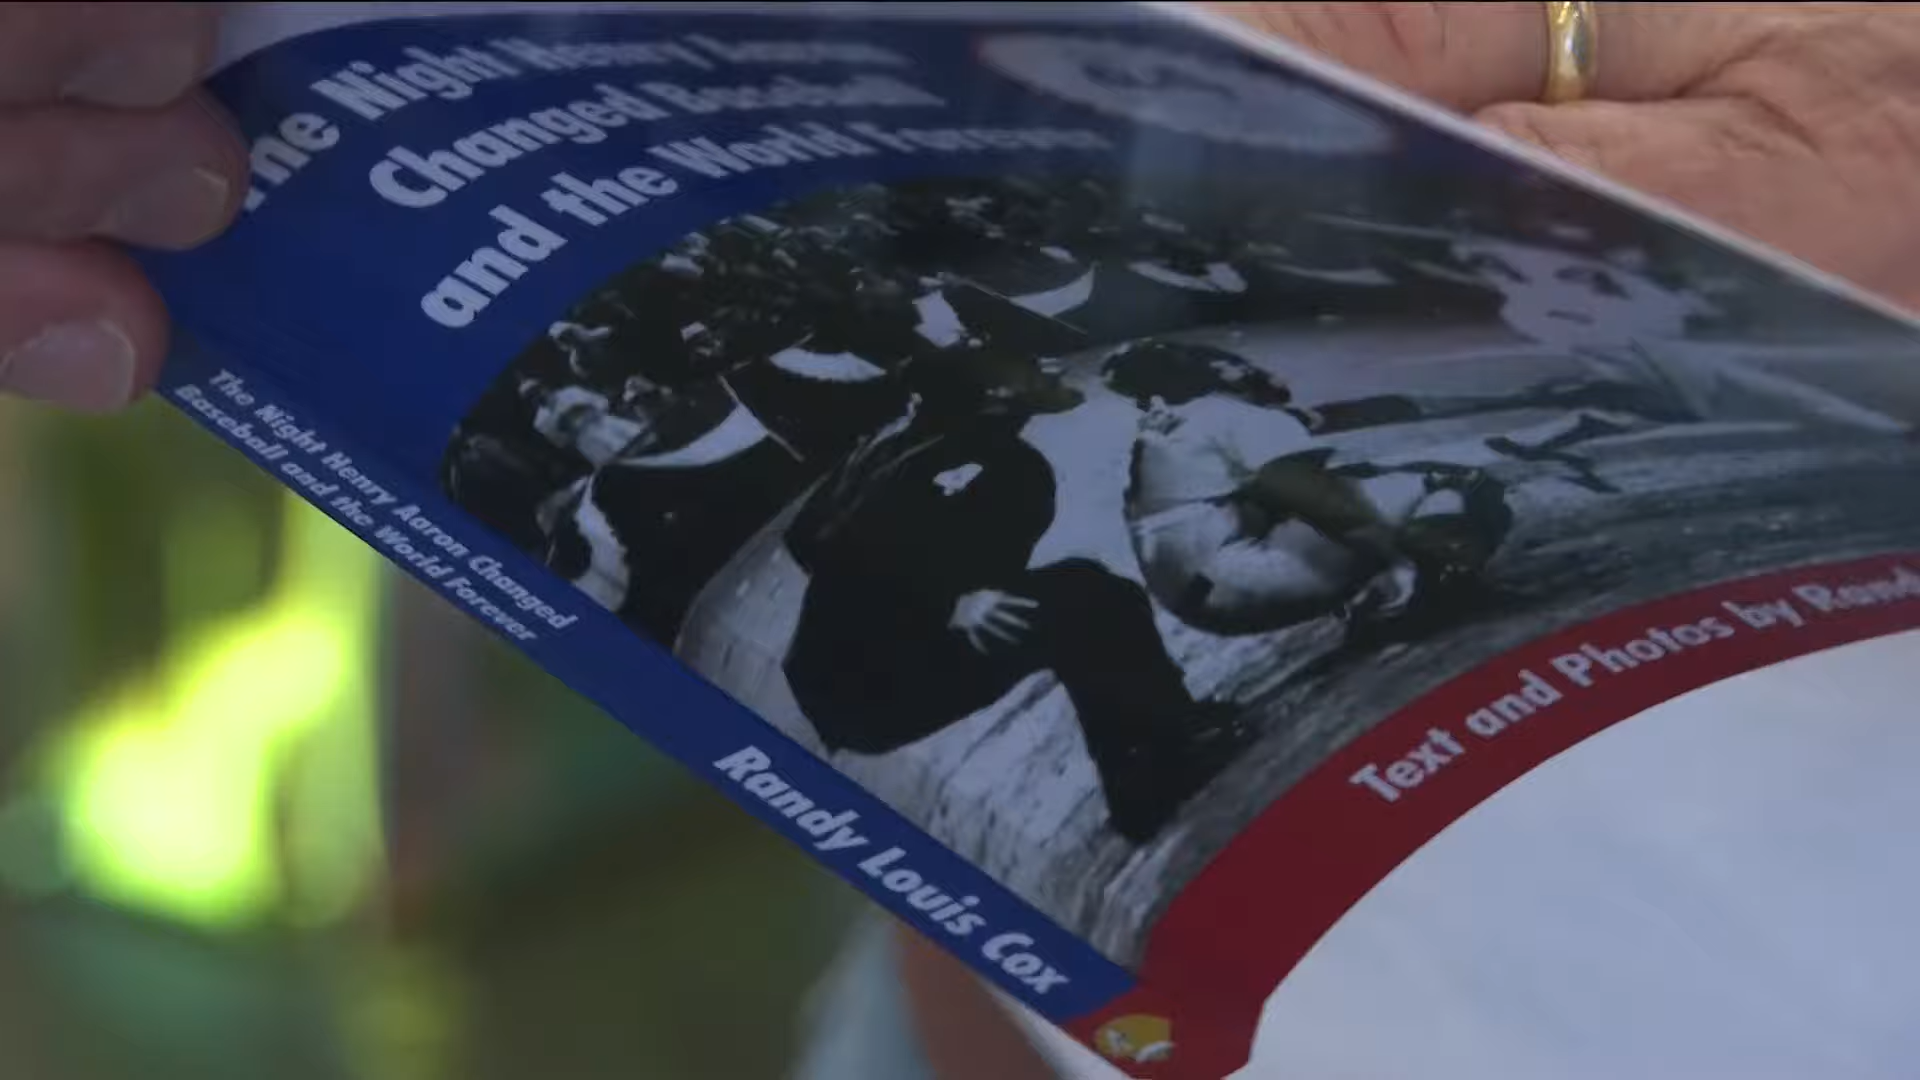 The Night Henry Aaron
Changed Baseball
and the World Forever
The Night Henry Aaron Changed
Baseball and the World Forever
Randy Louis Cox
Text and Photos by Rand